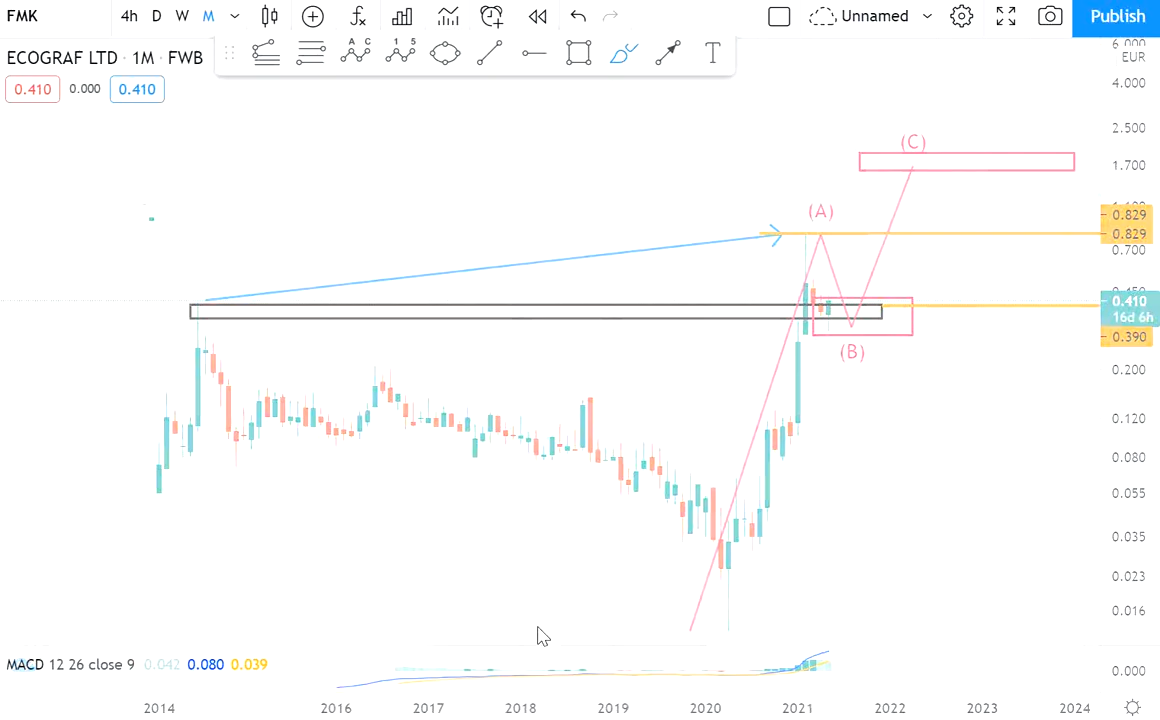 FMK 4h D W M Unnamed Publish
ECOGRAF LTD · 1M · FWB
A C 1 5 T
EUR
0.410 0.000 0.410
4.000
2.500
(C)
1.700
(A)
0.829
0.829
0.700
0.410
16d 6h
0.390
(B)
0.200
0.120
0.080
0.055
0.035
0.023
0.016
MACD 12 26 close 9 0.042 0.080 0.039
0.000
2014 2016 2017 2018 2019 2020 2021 2022 2023 2024